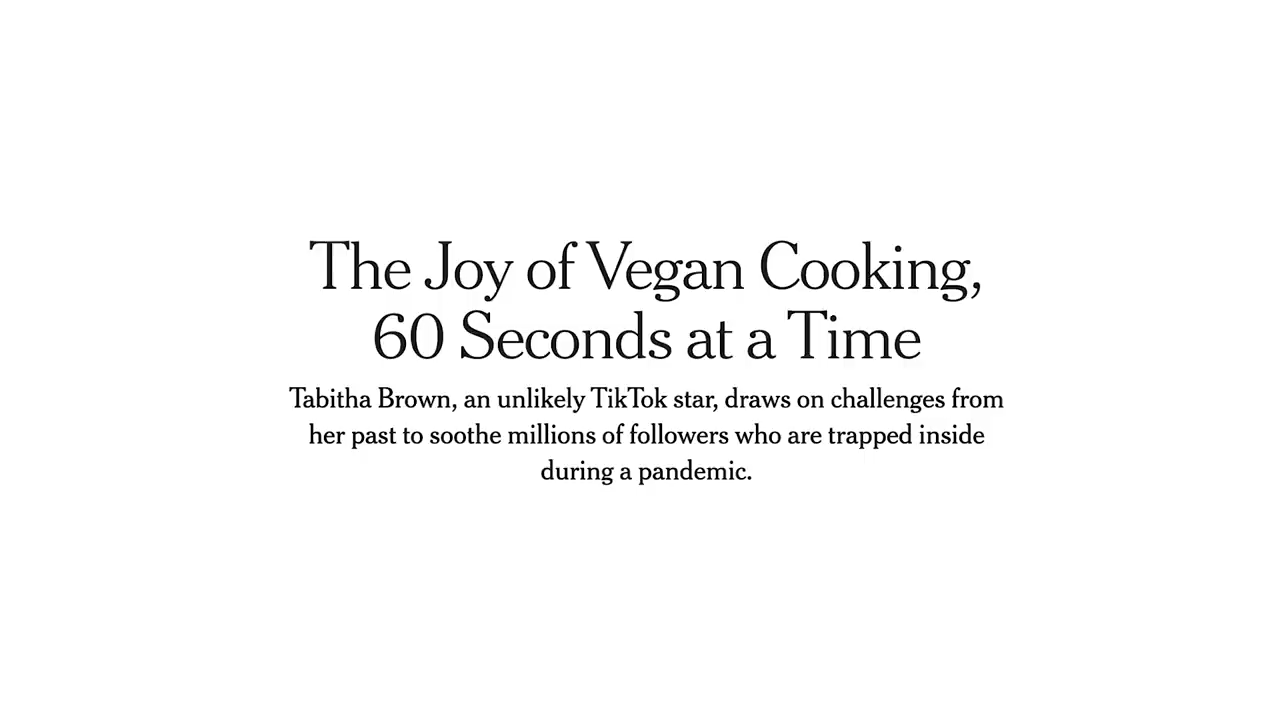 The Joy of Vegan Cooking,
60 Seconds at a Time
Tabitha Brown, an unlikely TikTok star, draws on challenges from
her past to soothe millions of followers who are trapped inside
during a pandemic.